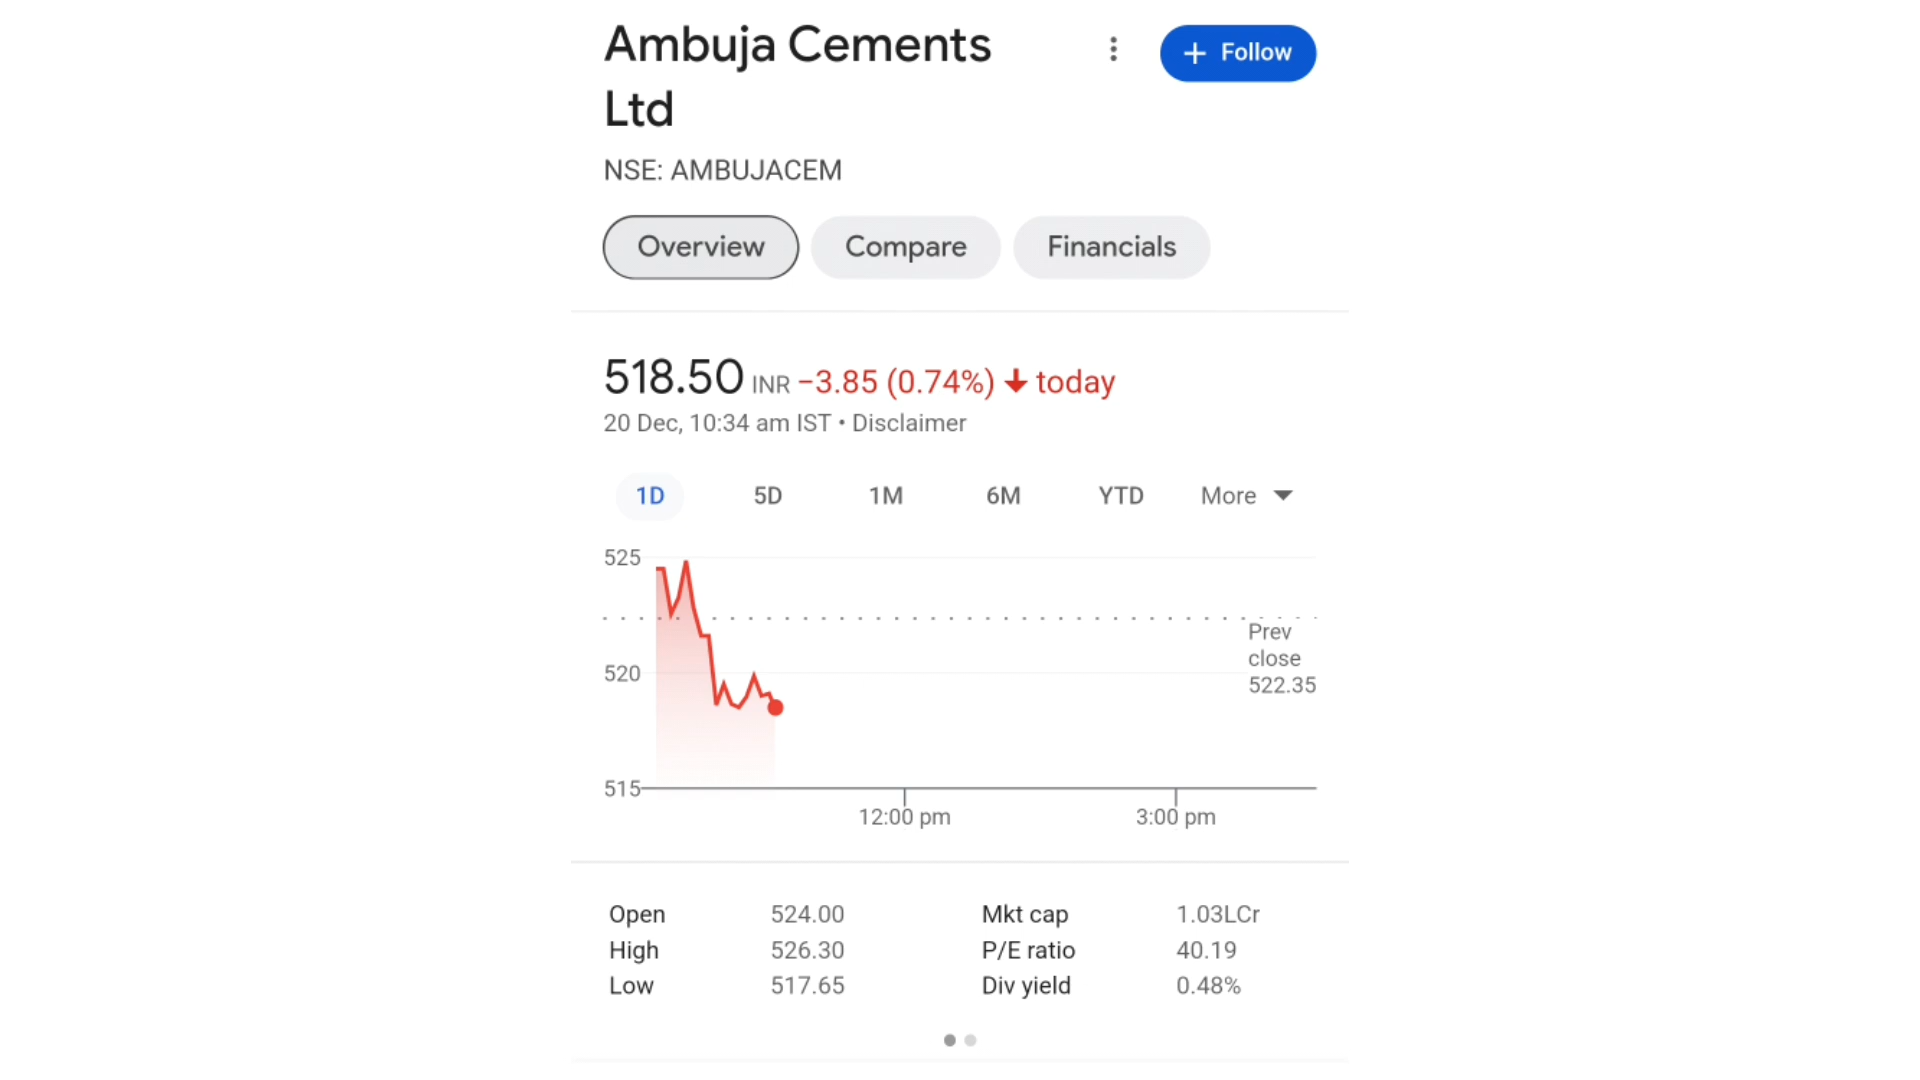 Ambuja Cements
Ltd
+ Follow
NSE: AMBUJACEM
Overview Compare Financials
518.50 INR −3.85 (0.74%) ↓ today
20 Dec, 10:34 am IST • Disclaimer
1D 5D 1M 6M YTD More
525
520
515
Prev
close
522.35
12:00 pm 3:00 pm
Open 524.00 Mkt cap 1.03LCr
High 526.30 P/E ratio 40.19
Low 517.65 Div yield 0.48%